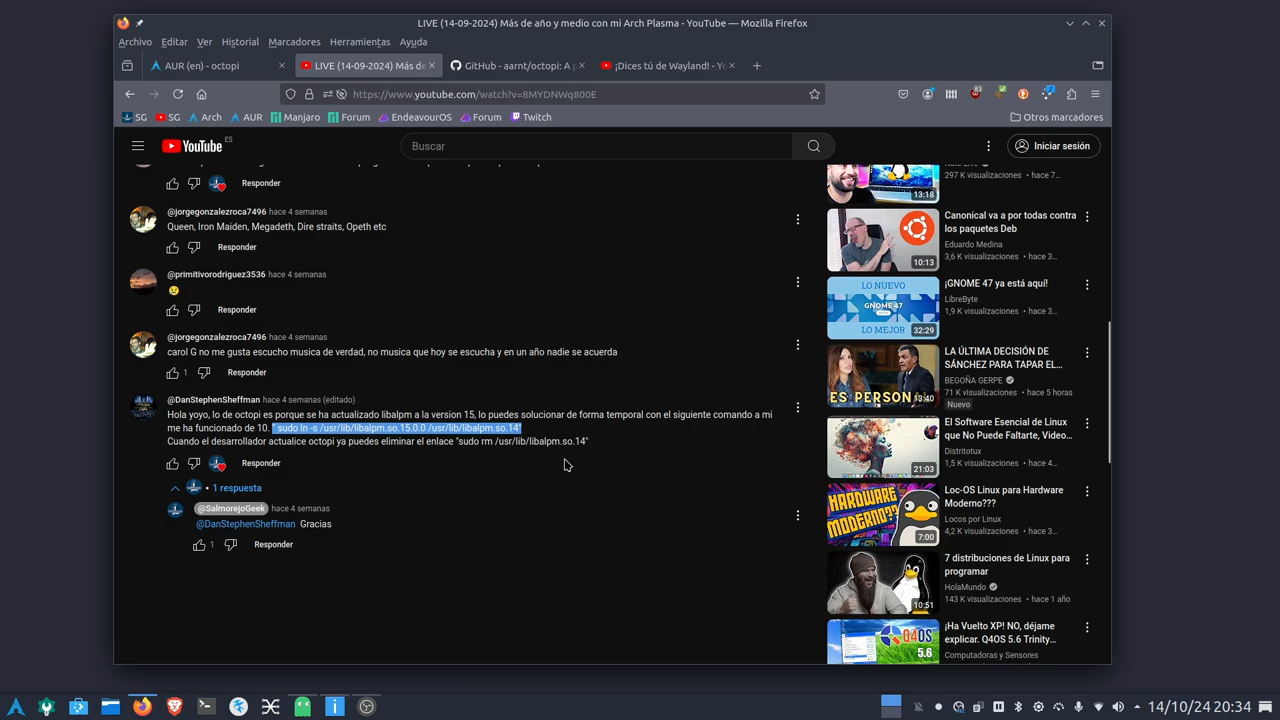 LIVE (14-09-2024) Más de año y medio con mi Arch Plasma - YouTube — Mozilla Firefox
Archivo Editar Ver Historial Marcadores Herramientas Ayuda
AUR (en) - octopi
LIVE (14-09-2024) Más de
GitHub - aarnt/octopi: A p
¡Dices tú de Wayland! - Yo
https://www.youtube.com/watch?v=8MYDNWq800E
83
2
SG SG Arch AUR Manjaro Forum EndeavourOS Forum Twitch Otros marcadores
YouTube ES
Buscar
Iniciar sesión
Responder
@jorgegonzalezroca7496 hace 4 semanas
Queen, Iron Maiden, Megadeth, Dire straits, Opeth etc
Responder
@primitivorodriguez3536 hace 4 semanas
Responder
@jorgegonzalezroca7496 hace 4 semanas
carol G no me gusta escucho musica de verdad, no musica que hoy se escucha y en un año nadie se acuerda
1 Responder
@DanStephenSheffman hace 4 semanas (editado)
Hola yoyo,lo de octopi es porque se ha actualizado libalpm a la version 15, lo puedes solucionar de forma temporal con el siguiente comando a mi
me ha funcionado de 10. " sudo ln -s /usr/lib/libalpm.so.15.0.0 /usr/lib/libalpm.so.14"
Cuando el desarrollador actualice octopi ya puedes eliminar el enlace "sudo rm /usr/lib/libalpm.so.14"
Responder
1 respuesta
@SalmorejoGeek hace 4 semanas
@DanStephenSheffman Gracias
1 Responder
297 K visualizaciones • hace 7...
13:18
Canonical va a por todas contra
los paquetes Deb
Eduardo Medina
3,6 K visualizaciones • hace 3...
10:13
LO NUEVO
GNOME 47
LO MEJOR
32:29
¡GNOME 47 ya está aquí!
LibreByte
1,9 K visualizaciones • hace 3...
ES PERSON
13:40
LA ÚLTIMA DECISIÓN DE
SÁNCHEZ PARA TAPAR EL...
BEGOÑA GERPE
71 K visualizaciones • hace 5 horas
Nuevo
21:03
El Software Esencial de Linux
que No Puede Faltarte, Video...
Distritotux
1,5 K visualizaciones • hace 4...
HARDWARE
MODERNO??
7:00
Loc-OS Linux para Hardware
Moderno???
Locos por Linux
4,2 K visualizaciones • hace 3...
10:51
7 distribuciones de Linux para
programar
HolaMundo
143 K visualizaciones • hace 1 año
Q4OS
5.6
¡Ha Vuelto XP! NO, déjame
explicar. Q4OS 5.6 Trinity...
Computadoras y Sensores
14/10/24 20:34